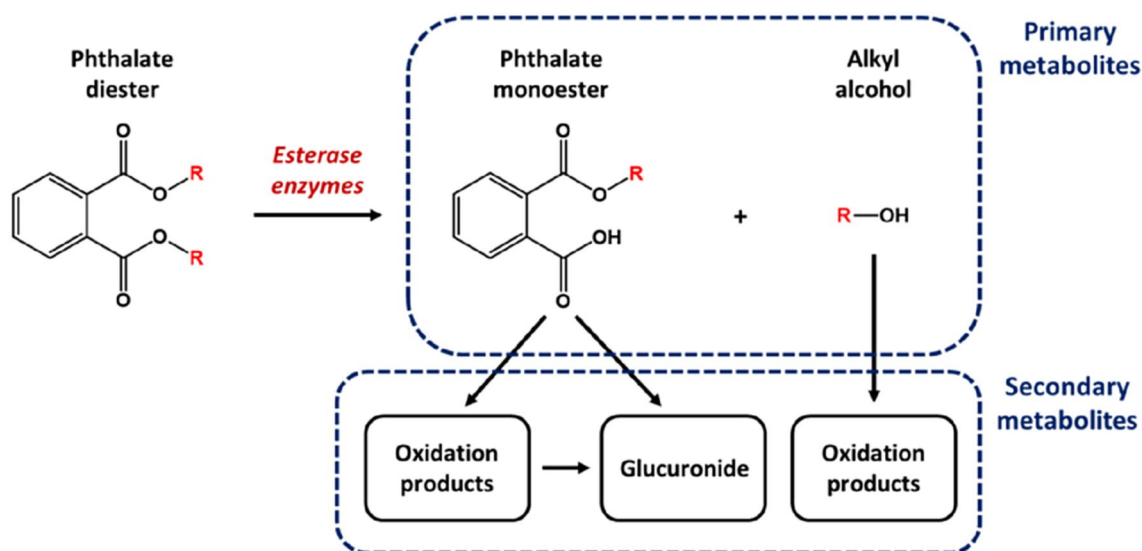 Primary
metabolites
Phthalate
diester
Phthalate
monoester
Alkyl
alcohol
O
O
R
O
R
O
Esterase
enzymes
O
O
R
OH
O
+
R—OH
Secondary
metabolites
Oxidation
products
Glucuronide
Oxidation
products